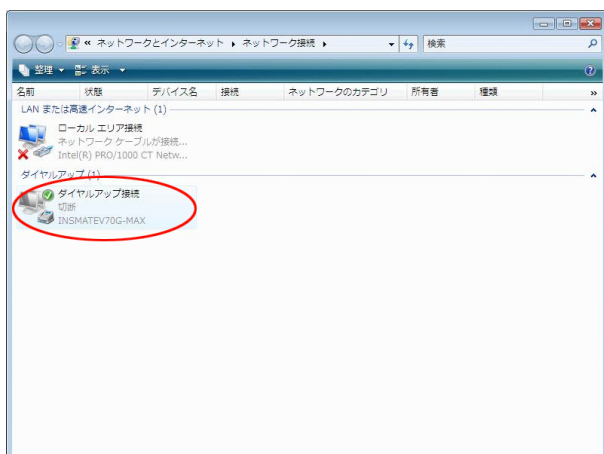 « ネットワークとインターネット ▸ ネットワーク接続 ▸ 検索
整理 表示
名前 状態 デバイス名 接続 ネットワークのカテゴリ 所有者 種類 »
LAN または高速インターネット (1)
ローカル エリア接続
ネットワーク ケーブルが接続...
Intel(R) PRO/1000 CT Netw...
ダイヤルアップ (1)
ダイヤルアップ接続
切断
INSMATEV70G-MAX